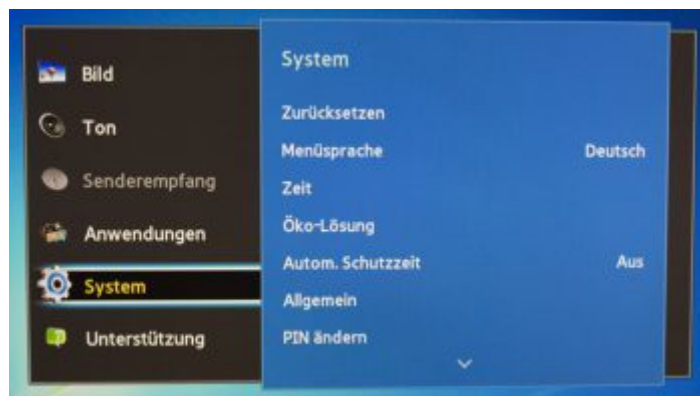 Bild
Ton
Senderempfang
Anwendungen
System
Unterstützung
System
Zurücksetzen
Menüsprache Deutsch
Zeit
Öko-Lösung
Autom. Schutzzeit Aus
Allgemein
PIN ändern